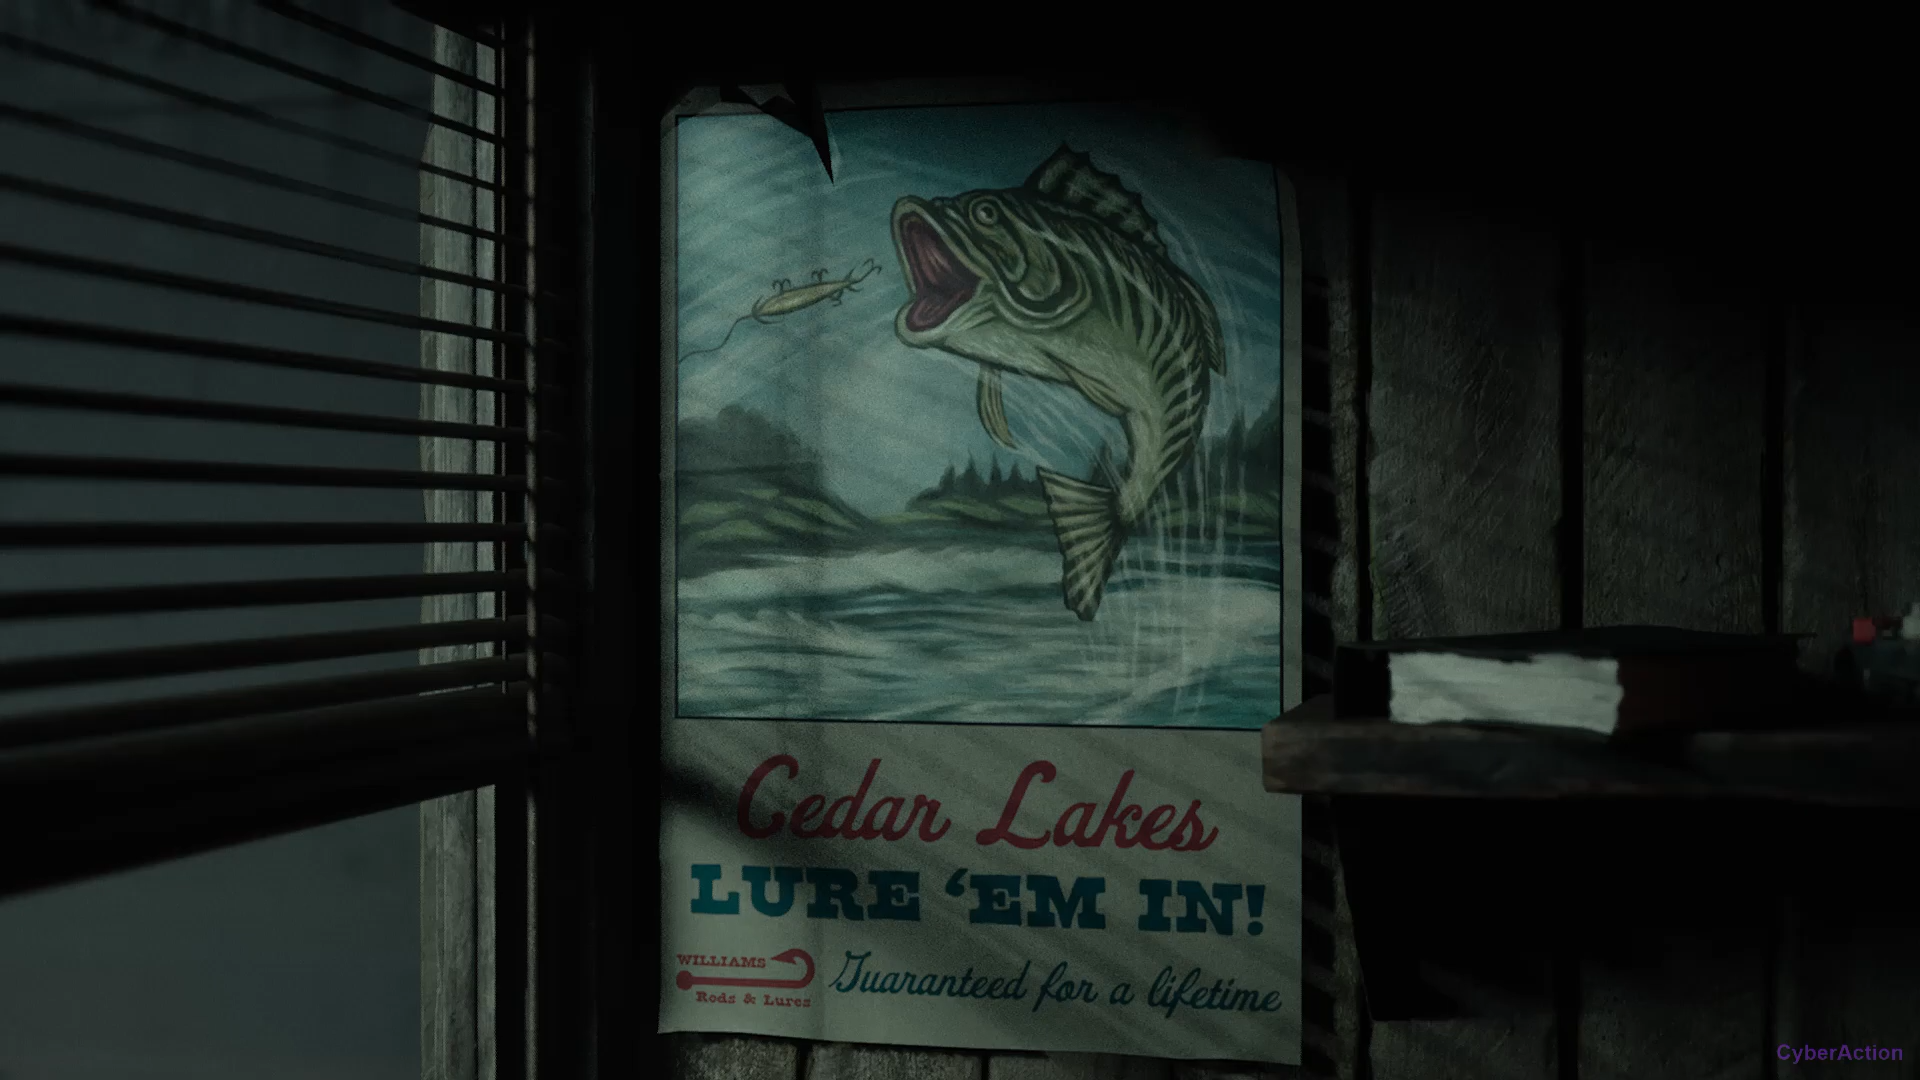 Cedar Lakes
LURE ‘EM IN!
WILLIAMS
Rods & Lures
Guaranteed for a lifetime
CyberAction